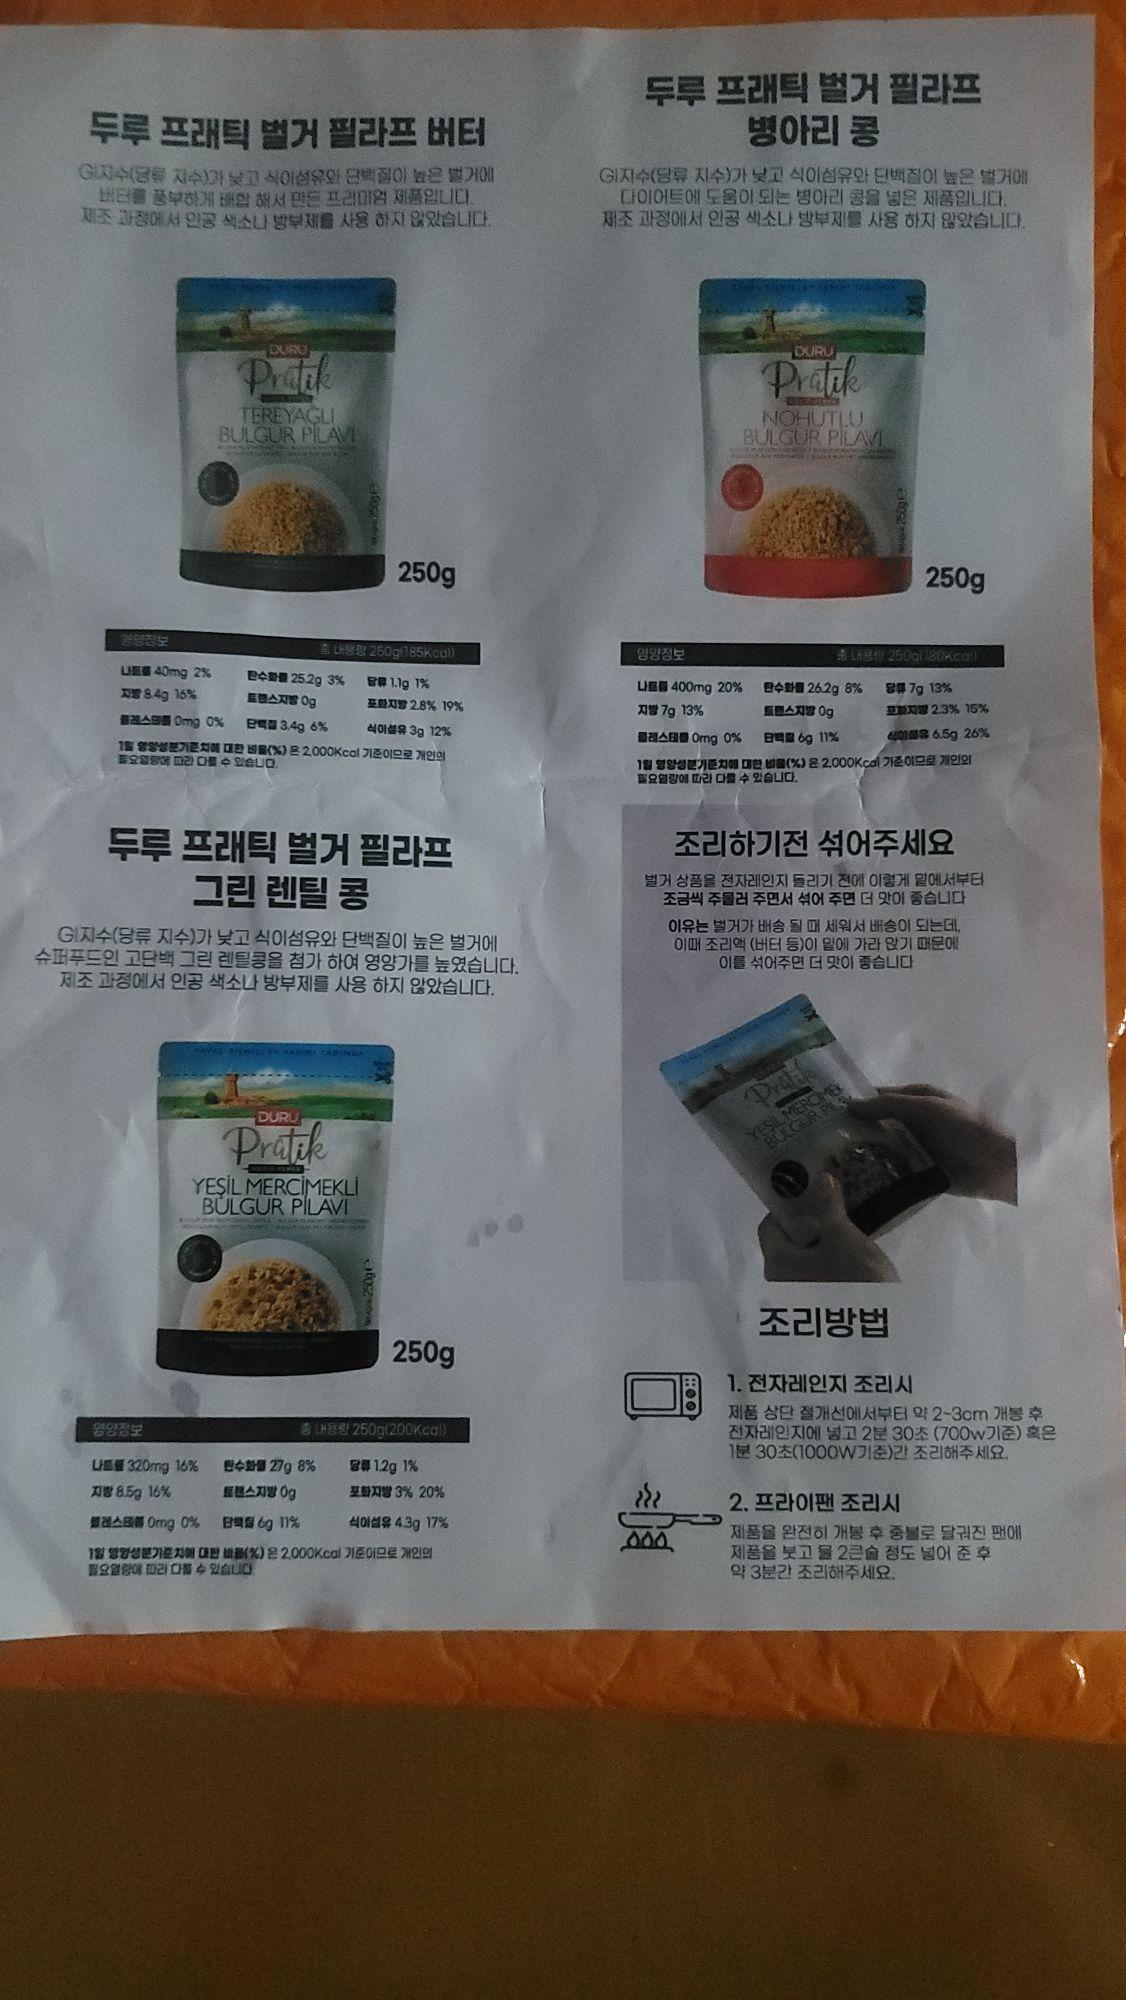 두루 프래틱 벌거 필라프 버터
GI지수(당류 지수)가 낮고 식이섬유와 단백질이 높은 벌거에
버터를 풍부하게 배합 해서 만든 프리미엄 제품입니다.
제조 과정에서 인공 색소나 방부제를 사용 하지 않았습니다.
DURU
Pratik
TEREYAĞLI
BULGUR PİLAVI
250g
영양정보
총 내용량 250g(185Kcal)
나트륨 40mg 2% 탄수화물 25.2g 3% 당류 1.1g 1%
지방 8.4g 16% 트랜스지방 0g 포화지방 2.8% 19%
콜레스테롤 0mg 0% 단백질 3.4g 6% 식이섬유 3g 12%
1일 영양성분기준치에 대한 비율(%) 은 2,000Kcal 기준이므로 개인의
필요열량에 따라 다를 수 있습니다.
두루 프래틱 벌거 필라프
병아리 콩
GI지수(당류 지수)가 낮고 식이섬유와 단백질이 높은 벌거에
다이어트에 도움이 되는 병아리 콩을 넣은 제품입니다.
제조 과정에서 인공 색소나 방부제를 사용 하지 않았습니다.
DURU
Pratik
NOHUTLU
BULGUR PİLAVI
250g
영양정보
총 내용량 250g(180Kcal)
나트륨 400mg 20% 탄수화물 26.2g 8% 당류 7g 13%
지방 7g 13% 트랜스지방 0g 포화지방 2.3% 15%
콜레스테롤 0mg 0% 단백질 6g 11% 식이섬유 6.5g 26%
1일 영양성분기준치에 대한 비율(%) 은 2,000Kcal 기준이므로 개인의
필요열량에 따라 다를 수 있습니다.
두루 프래틱 벌거 필라프
그린 렌틸 콩
GI지수(당류 지수)가 낮고 식이섬유와 단백질이 높은 벌거에
슈퍼푸드인 고단백 그린 렌틸콩을 첨가 하여 영양가를 높였습니다.
제조 과정에서 인공 색소나 방부제를 사용 하지 않았습니다.
DURU
Pratik
YEŞİL MERCİMEKLİ
BULGUR PİLAVI
250g
영양정보
총 내용량 250g(200Kcal)
나트륨 320mg 16% 탄수화물 27g 8% 당류 1.2g 1%
지방 8.5g 16% 트랜스지방 0g 포화지방 3% 20%
콜레스테롤 0mg 0% 단백질 6g 11% 식이섬유 4.3g 17%
1일 영양성분기준치에 대한 비율(%) 은 2,000Kcal 기준이므로 개인의
필요열량에 따라 다를 수 있습니다
조리하기전 섞어주세요
벌거 상품을 전자레인지 돌리기 전에 이렇게 밑에서부터
조금씩 주물러 주면서 섞어 주면 더 맛이 좋습니다
이유는 벌거가 배송 될 때 세워서 배송이 되는데,
이때 조리액 (버터 등)이 밑에 가라 앉기 때문에
이를 섞어주면 더 맛이 좋습니다
Pratik
조리방법
1. 전자레인지 조리시
제품 상단 절개선에서부터 약 2~3cm 개봉 후
전자레인지에 넣고 2분 30초 (700w기준) 혹은
1분 30초(1000W기준)간 조리해주세요.
2. 프라이팬 조리시
제품을 완전히 개봉 후 중불로 달궈진 팬에
제품을 붓고 물 2큰술 정도 넣어 준 후
약 3분간 조리해주세요.